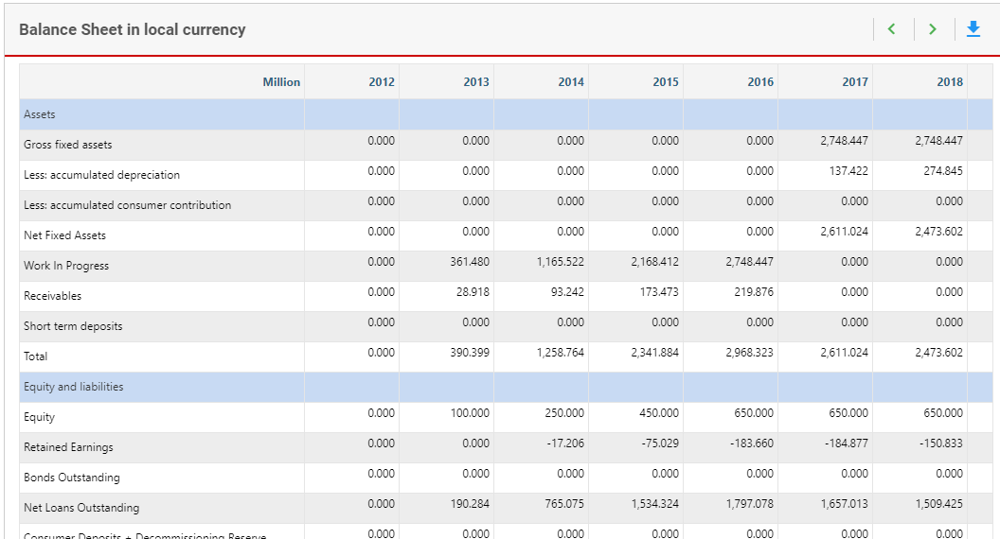 Balance Sheet in local currency
Million 2012 2013 2014 2015 2016 2017 2018
Assets
Gross fixed assets 0.000 0.000 0.000 0.000 0.000 2,748.447 2,748.447
Less: accumulated depreciation 0.000 0.000 0.000 0.000 0.000 137.422 274.845
Less: accumulated consumer contribution 0.000 0.000 0.000 0.000 0.000 0.000 0.000
Net Fixed Assets 0.000 0.000 0.000 0.000 0.000 2,611.024 2,473.602
Work In Progress 0.000 361.480 1,165.522 2,168.412 2,748.447 0.000 0.000
Receivables 0.000 28.918 93.242 173.473 219.876 0.000 0.000
Short term deposits 0.000 0.000 0.000 0.000 0.000 0.000 0.000
Total 0.000 390.399 1,258.764 2,341.884 2,968.323 2,611.024 2,473.602
Equity and liabilities
Equity 0.000 100.000 250.000 450.000 650.000 650.000 650.000
Retained Earnings 0.000 0.000 -17.206 -75.029 -183.660 -184.877 -150.833
Bonds Outstanding 0.000 0.000 0.000 0.000 0.000 0.000 0.000
Net Loans Outstanding 0.000 190.284 765.075 1,534.324 1,797.078 1,657.013 1,509.425
Consumer Deposits + Decommissioning Reserve 0.000 0.000 0.000 0.000 0.000 0.000 0.000